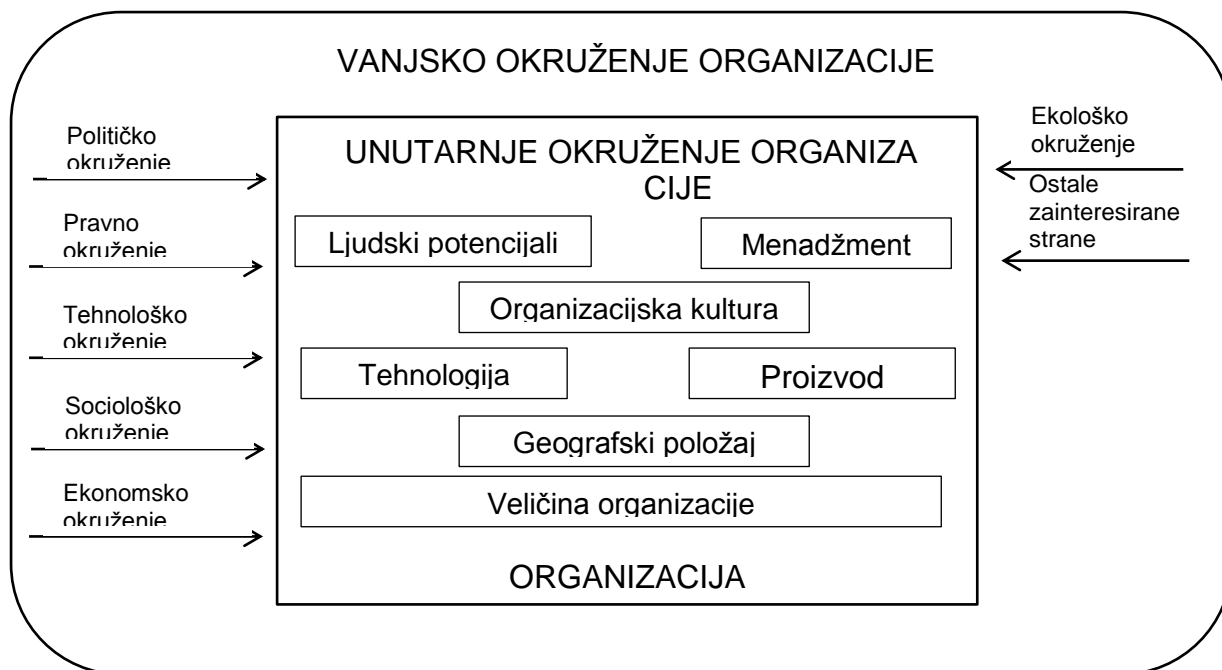 VANJSKO OKRUŽENJE ORGANIZACIJE
Političko
okruženje
Pravno
okruženje
Tehnološko
okruženje
Sociološko
okruženje
Ekonomsko
okruženje
UNUTARNJE OKRUŽENJE ORGANIZA
CIJE
Ljudski potencijali
Menadžment
Organizacijska kultura
Tehnologija
Proizvod
Geografski položaj
Veličina organizacije
ORGANIZACIJA
Ekološko
okruženje
Ostale
zainteresirane
strane